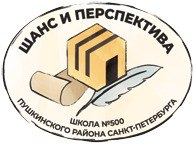 ШАНС И ПЕРСПЕКТИВА
ШКОЛА №500
ПУШКИНСКОГО РАЙОНА САНКТ-ПЕТЕРБУРГА